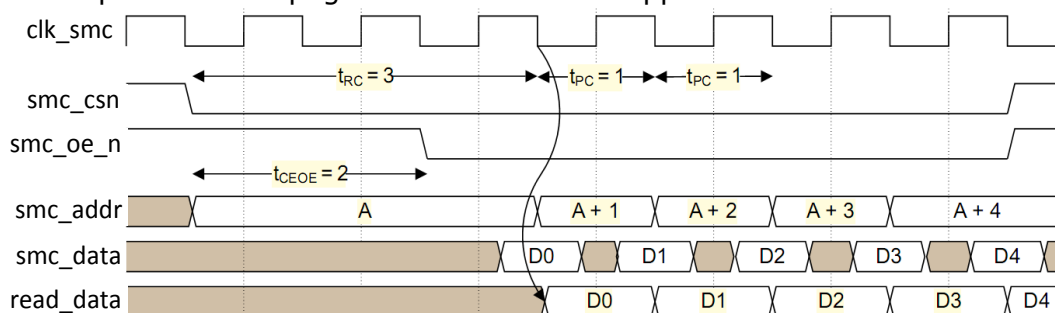 clk_smc
tRC = 3 tPC = 1 tPC = 1
smc_csn
smc_oe_n
tCEOE = 2
smc_addr A A + 1 A + 2 A + 3 A + 4
smc_data D0 D1 D2 D3 D4
read_data D0 D1 D2 D3 D4